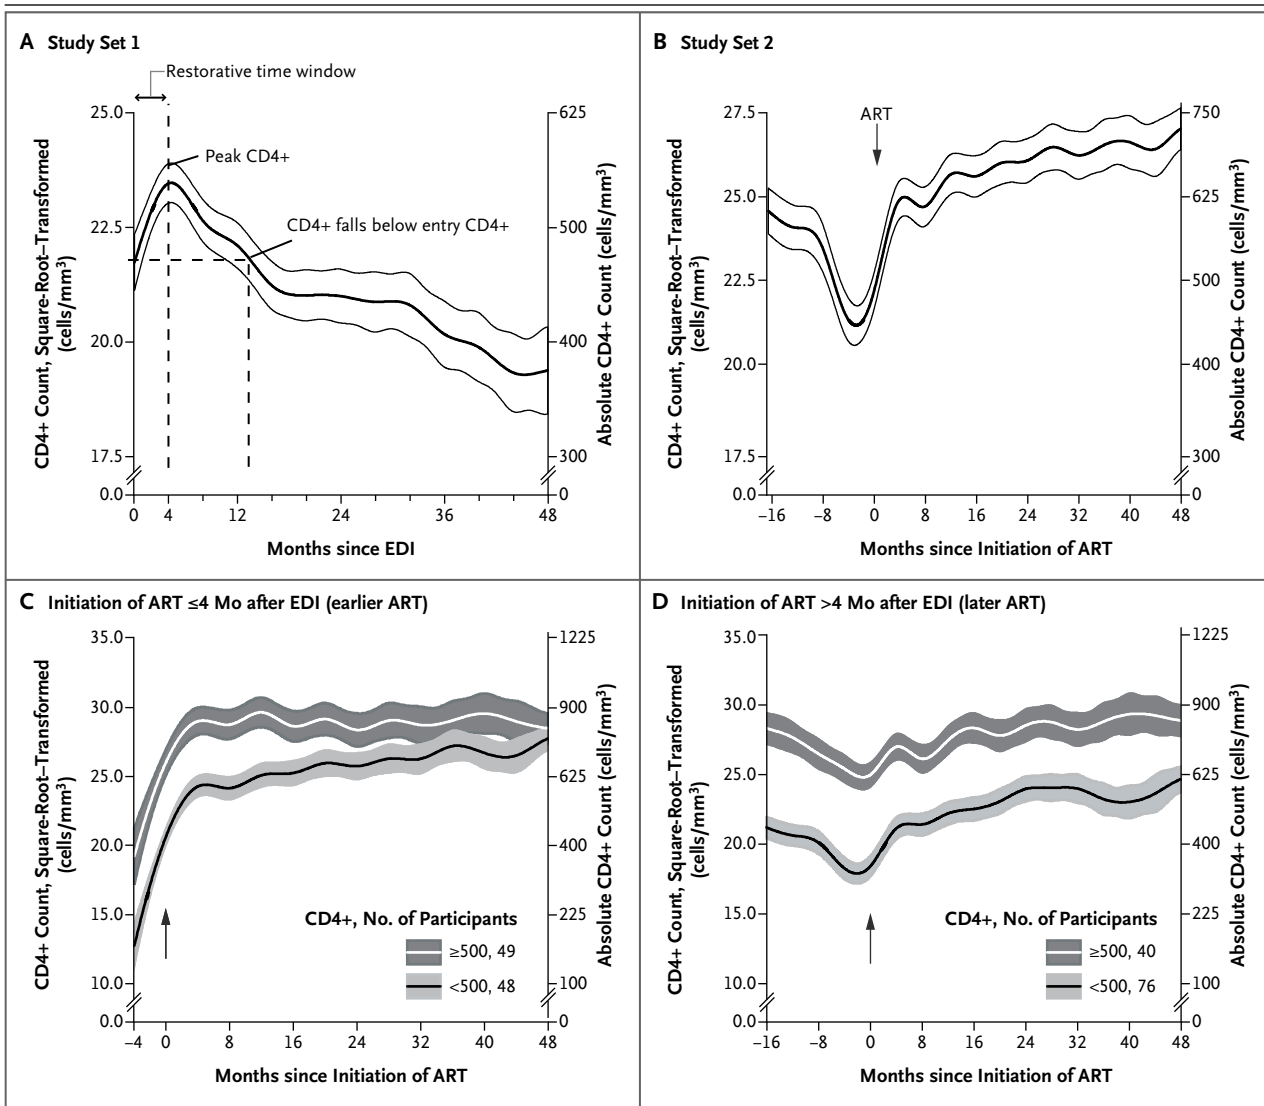 A Study Set 1
Restorative time window
Peak CD4+
CD4+ falls below entry CD4+
CD4+ Count, Square-Root–Transformed
(cells/mm³)
25.0
22.5
20.0
17.5
0.0
625
500
400
300
0
Absolute CD4+ Count (cells/mm³)
0 4 12 24 36 48
Months since EDI
B Study Set 2
ART
CD4+ Count, Square-Root–Transformed
(cells/mm³)
27.5
25.0
22.5
20.0
17.5
0.0
750
625
500
400
300
0
Absolute CD4+ Count (cells/mm³)
−16 −8 0 8 16 24 32 40 48
Months since Initiation of ART
C Initiation of ART ≤4 Mo after EDI (earlier ART)
CD4+ Count, Square-Root–Transformed
(cells/mm³)
35.0
30.0
25.0
20.0
15.0
10.0
0.0
1225
900
625
400
225
100
0
Absolute CD4+ Count (cells/mm³)
CD4+, No. of Participants
≥500, 49
<500, 48
−4 0 8 16 24 32 40 48
Months since Initiation of ART
D Initiation of ART >4 Mo after EDI (later ART)
CD4+ Count, Square-Root–Transformed
(cells/mm³)
35.0
30.0
25.0
20.0
15.0
10.0
0.0
1225
900
625
400
225
100
0
Absolute CD4+ Count (cells/mm³)
CD4+, No. of Participants
≥500, 40
<500, 76
−16 −8 0 8 16 24 32 40 48
Months since Initiation of ART